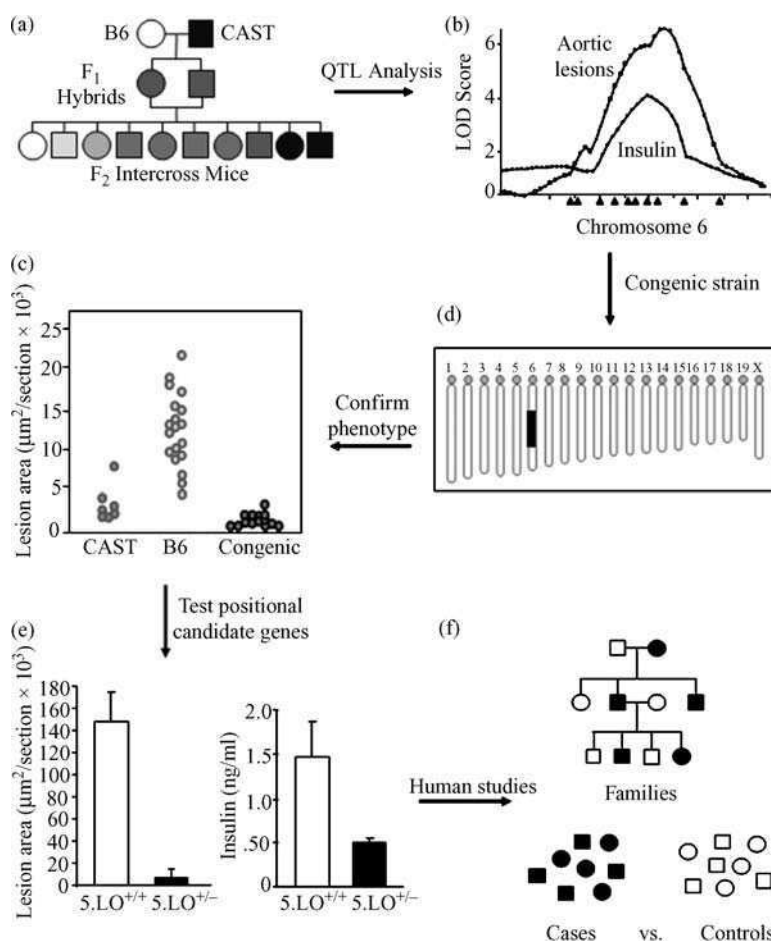 (a)
B6
CAST
F1
Hybrids
F2 Intercross Mice
QTL Analysis
(b)
LOD Score
6
4
2
0
Aortic
lesions
Insulin
Chromosome 6
Congenic strain
(c)
Lesion area (μm²/section × 10³)
25
20
15
10
5
0
CAST
B6
Congenic
Confirm
phenotype
(d)
1 2 3 4 5 6 7 8 9 10 11 12 13 14 15 16 17 18 19 X
Test positional
candidate genes
(e)
Lesion area (μm²/section × 10³)
180
160
140
120
100
80
60
40
20
0
5.LO+/+ 5.LO+/−
Insulin (ng/ml)
2.0
1.5
1.0
.50
.0
5.LO+/+ 5.LO+/−
Human studies
(f)
Families
Cases vs. Controls